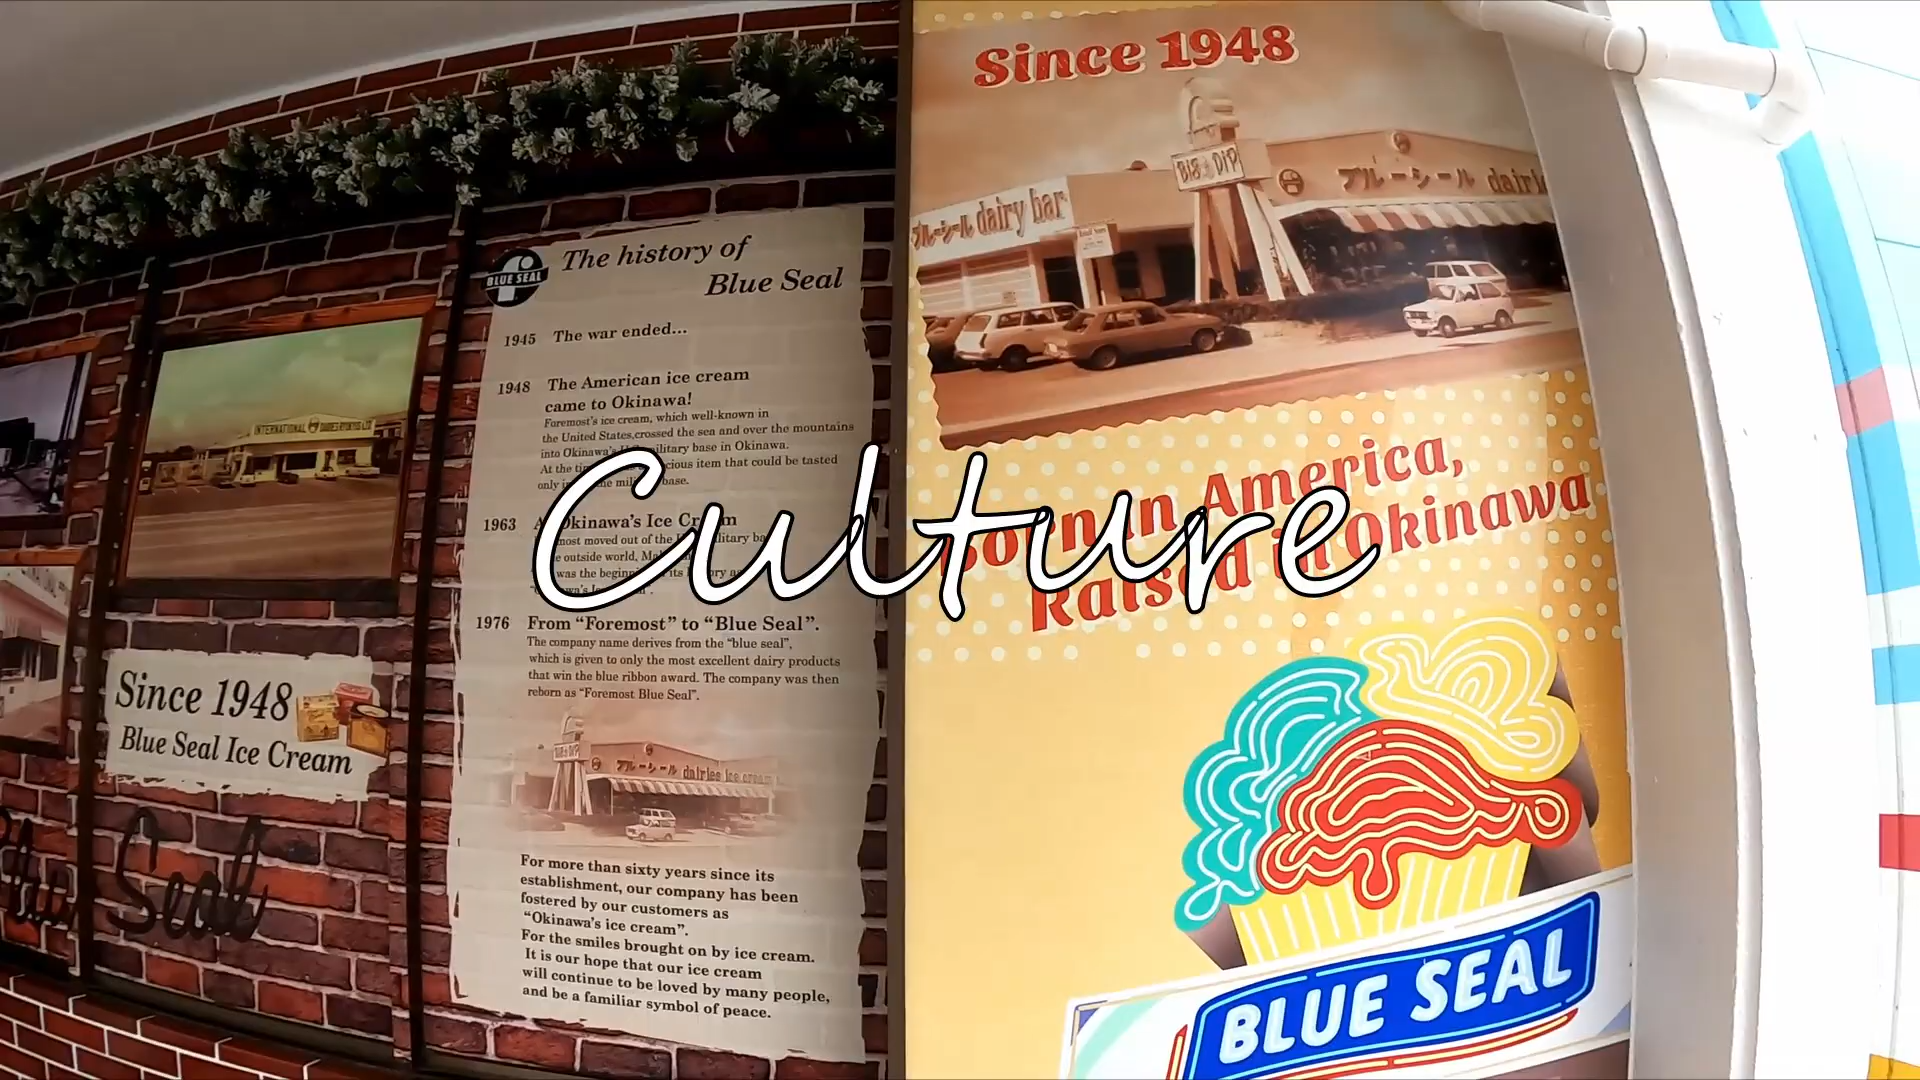 Since 1948
BIG DIP
ブルーシール dairy bar
ブルーシール dairies
INTERNATIONAL
BLUE SEAL
The history of
Blue Seal
1945 The war ended...
1948 The American ice cream
came to Okinawa!
Foremost's ice cream, which well-known in
the United States,crossed the sea and over the mountains
into Okinawa's military base in Okinawa.
At the item that could be tasted
only base.
1963 Okinawa's Ice
moved out of the
outside world,
was the its
1976 From "Foremost" to "Blue Seal".
The company name derives from the "blue seal",
which is given to only the most excellent dairy products
that win the blue ribbon award. The company was then
reborn as "Foremost Blue Seal".
BIG DIP
ブルーシール dairies ice cream
For more than sixty years since its
establishment, our company has been
fostered by our customers as
"Okinawa's ice cream".
For the smiles brought on by ice cream.
It is our hope that our ice cream
will continue to be loved by many people,
and be a familiar symbol of peace.
Since 1948
Blue Seal Ice Cream
Blue Seal
Culture
Born in America,
Raised in Okinawa
BLUE SEAL